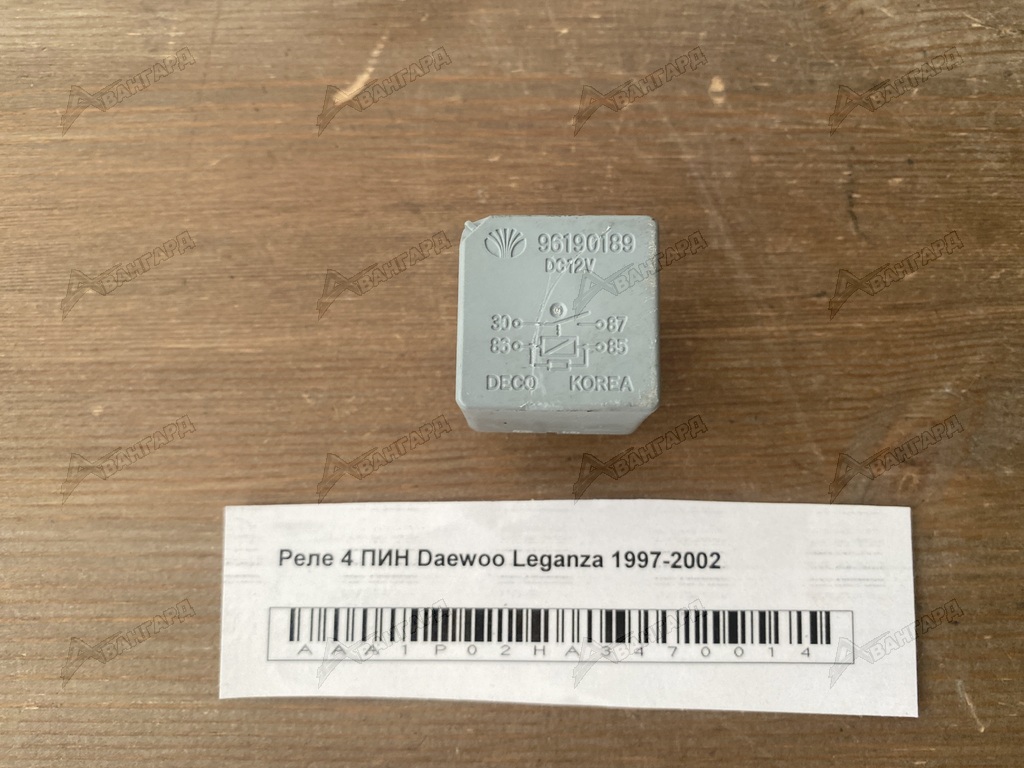 96190189
DC12V
30 87
86 85
DECO KOREA
Реле 4 ПИН Daewoo Leganza 1997-2002
AAA1P02HA3470014
АВАНГАРД